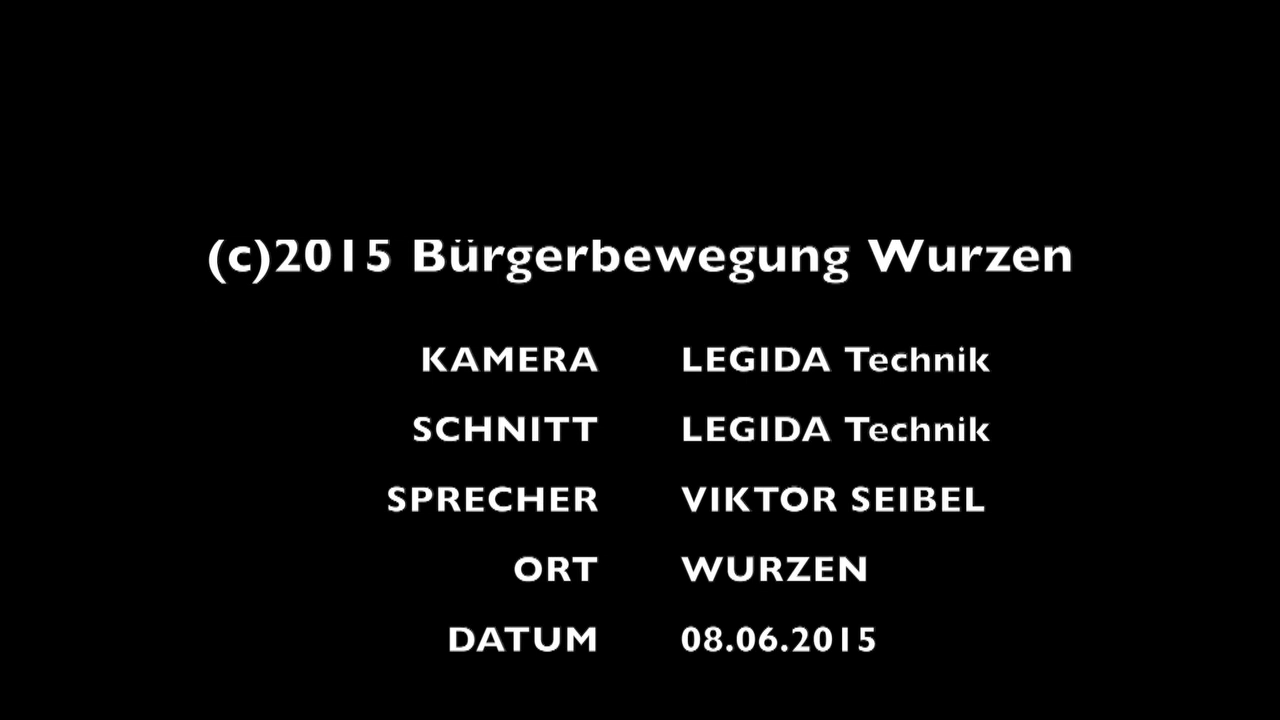 (c)2015 Bürgerbewegung Wurzen
KAMERA LEGIDA Technik
SCHNITT LEGIDA Technik
SPRECHER VIKTOR SEIBEL
ORT WURZEN
DATUM 08.06.2015